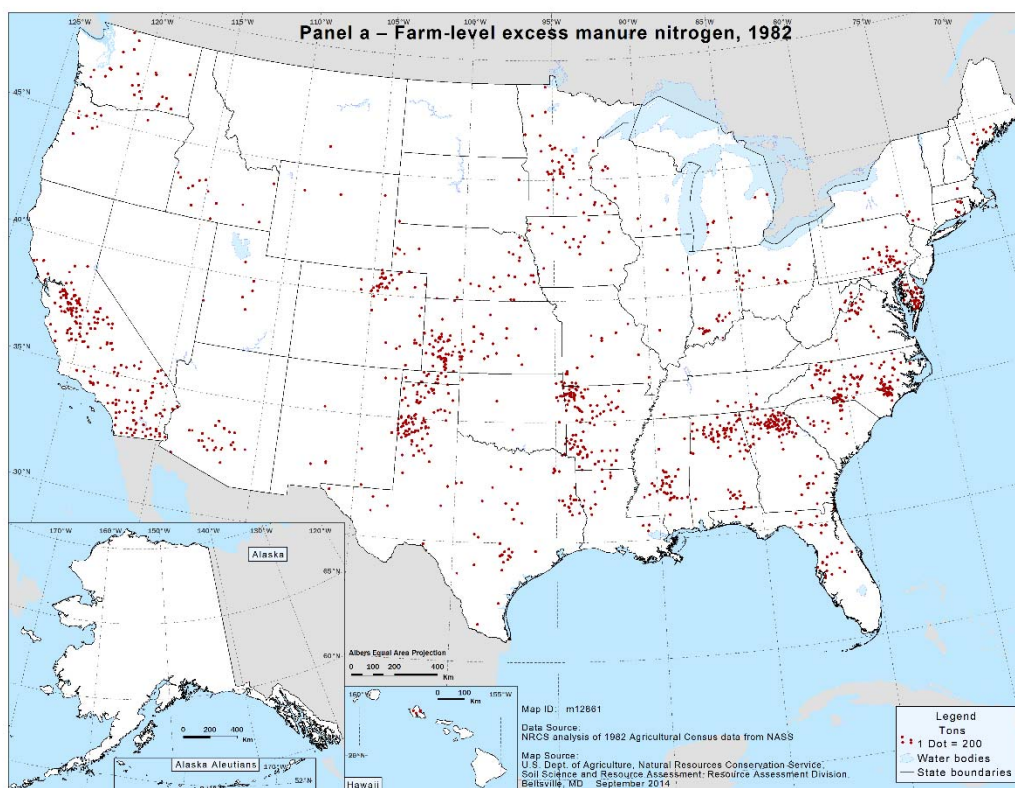 125°W 120°W 115°W 110°W 105°W 100°W 95°W 90°W 85°W 80°W 75°W 70°W
Panel a – Farm-level excess manure nitrogen, 1982
45°N
40°N
35°N
30°N
170°W 160°W 150°W 140°W 130°W 120°W
Alaska
65°N
60°N
Albers Equal Area Projection
0 100 200 400
Km
0 200 400
Km
Alaska Aleutians
170°W
52°N
160°W 155°W
0 100
Km
Hawaii
Map ID: m12861
Data Source:
NRCS analysis of 1982 Agricultural Census data from NASS
Map Source:
U.S. Dept. of Agriculture, Natural Resources Conservation Service,
Soil Science and Resource Assessment, Resource Assessment Division,
Beltsville, MD September 2014
Legend
Tons
1 Dot = 200
Water bodies
State boundaries